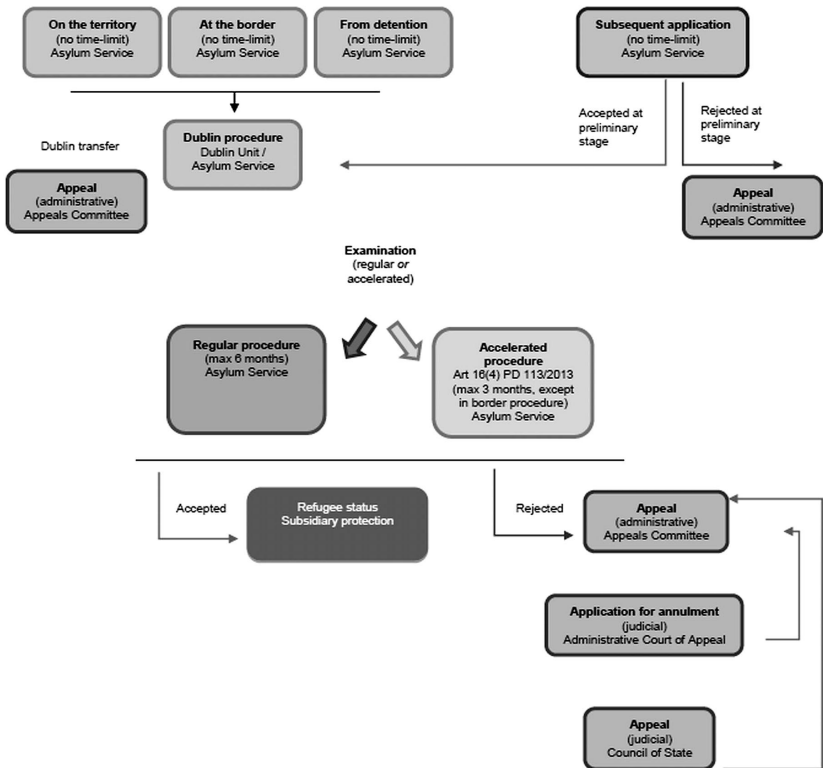 On the territory
(no time-limit)
Asylum Service
At the border
(no time-limit)
Asylum Service
From detention
(no time-limit)
Asylum Service
Subsequent application
(no time-limit)
Asylum Service
Accepted at
preliminary
stage
Rejected at
preliminary
stage
Dublin procedure
Dublin Unit /
Asylum Service
Dublin transfer
Appeal
(administrative)
Appeals Committee
Appeal
(administrative)
Appeals Committee
Examination
(regular or
accelerated)
Regular procedure
(max 6 months)
Asylum Service
Accelerated
procedure
Art 16(4) PD 113/2013
(max 3 months, except
in border procedure)
Asylum Service
Accepted
Refugee status
Subsidiary protection
Rejected
Appeal
(administrative)
Appeals Committee
Application for annulment
(judicial)
Administrative Court of Appeal
Appeal
(judicial)
Council of State